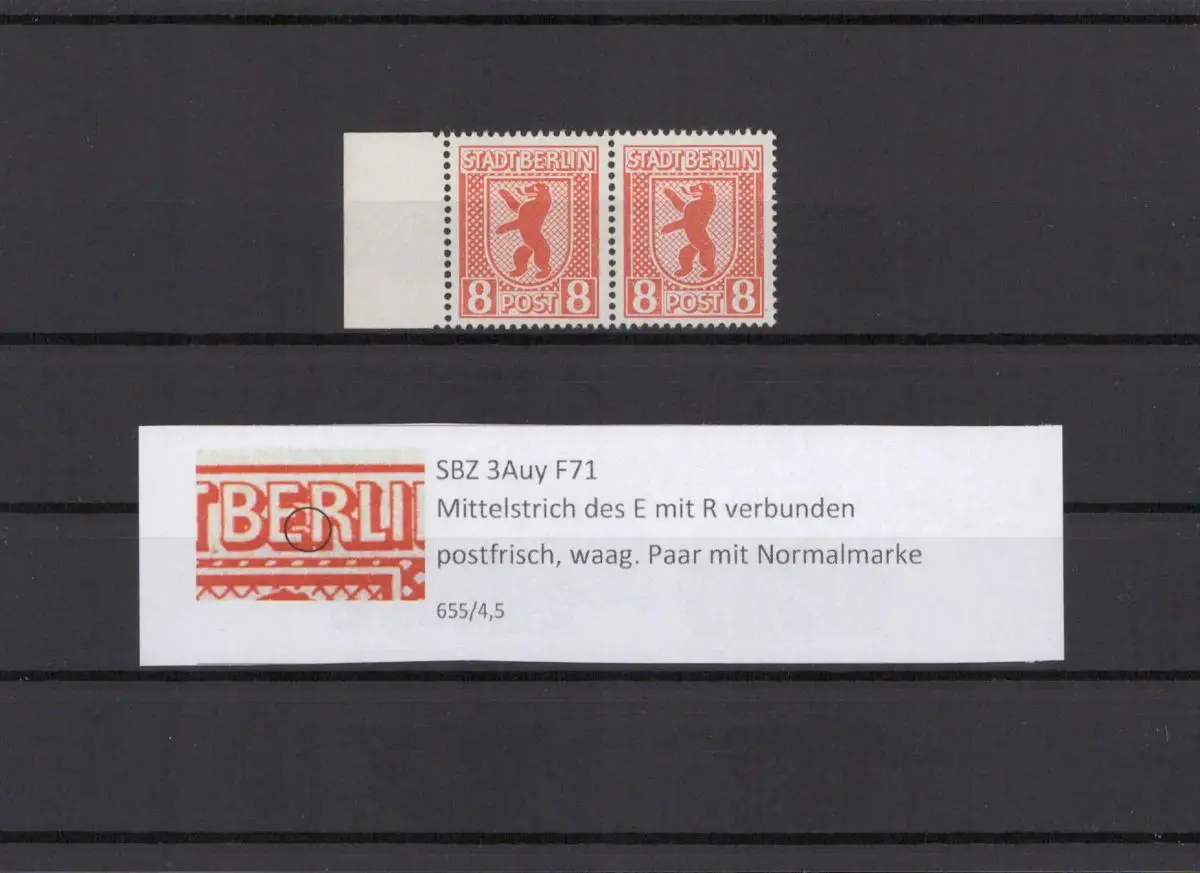 STADT BERLIN STADT BERLIN
8 POST 8 8 POST 8
TBERLI
SBZ 3Auy F71
Mittelstrich des E mit R verbunden
postfrisch, waag. Paar mit Normalmarke
655/4,5